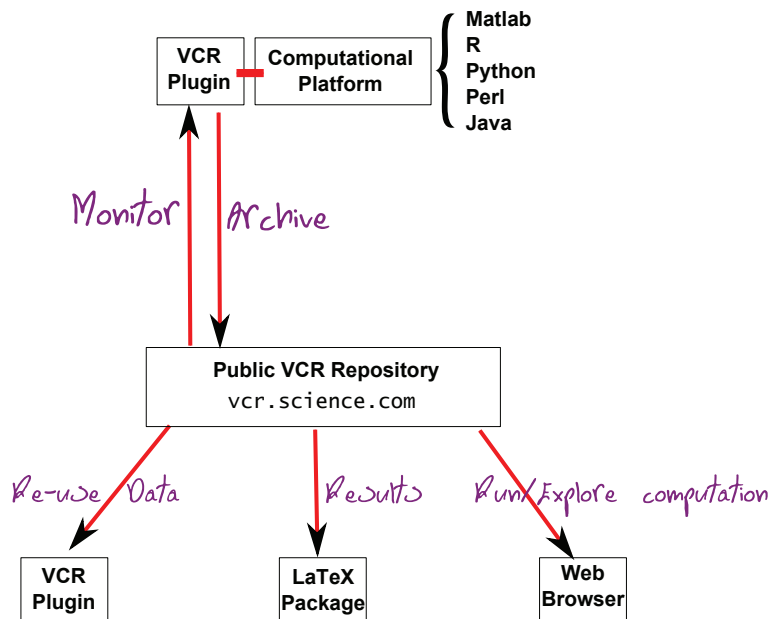 VCR
Plugin
Computational
Platform
Matlab
R
Python
Perl
Java
Monitor
Archive
Public VCR Repository
vcr.science.com
Re-use Data
Results
Run/Explore computation
VCR
Plugin
LaTeX
Package
Web
Browser